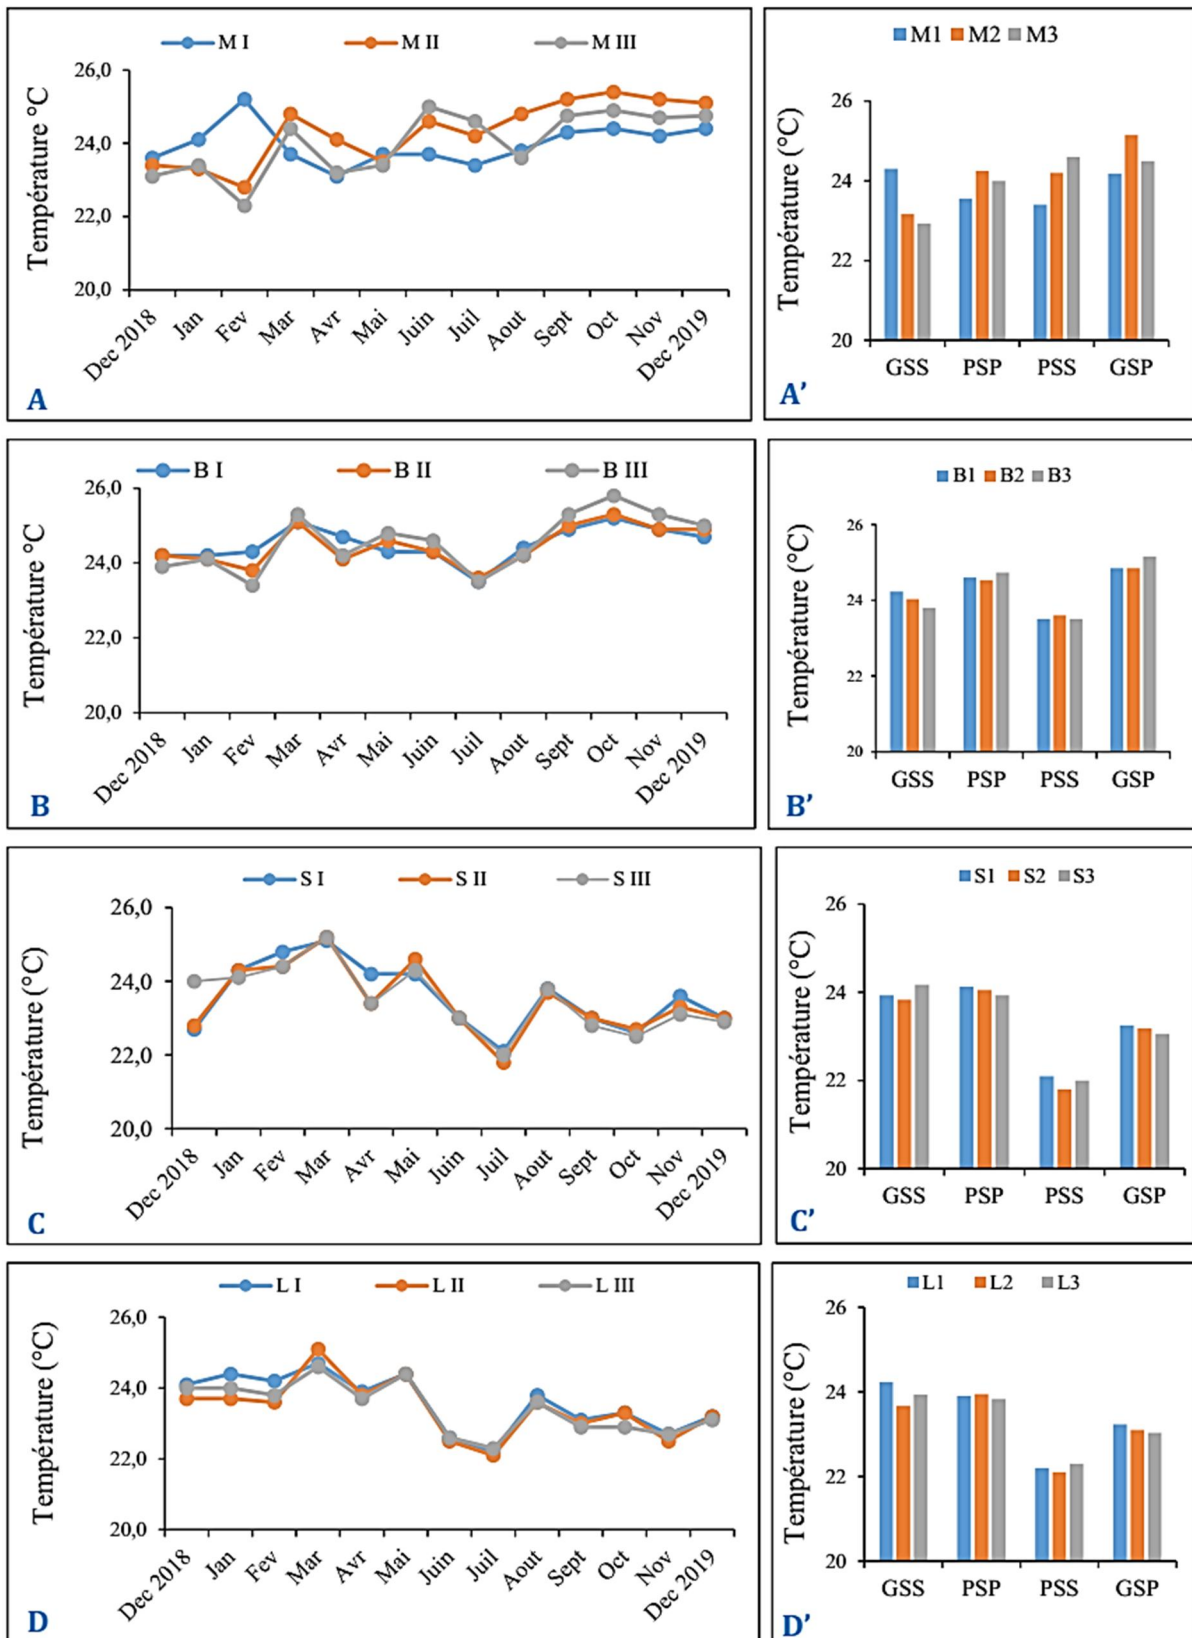 M I M II M III
Température °C
26,0
24,0
22,0
20,0
Dec 2018 Jan Fev Mar Avr Mai Juin Juil Aout Sept Oct Nov Dec 2019
A
M1 M2 M3
Température (°C)
26
24
22
20
GSS PSP PSS GSP
A’
B I B II B III
Température °C
26,0
24,0
22,0
20,0
Dec 2018 Jan Fev Mar Avr Mai Juin Juil Aout Sept Oct Nov Dec 2019
B
B1 B2 B3
Température (°C)
26
24
22
20
GSS PSP PSS GSP
B’
S I S II S III
Température (°C)
26,0
24,0
22,0
20,0
Dec 2018 Jan Fev Mar Avr Mai Juin Juil Aout Sept Oct Nov Dec 2019
C
S1 S2 S3
Température (°C)
26
24
22
20
GSS PSP PSS GSP
C’
L I L II L III
Température (°C)
26,0
24,0
22,0
20,0
Dec 2018 Jan Fev Mar Avr Mai Juin Juil Aout Sept Oct Nov Dec 2019
D
L1 L2 L3
Température (°C)
26
24
22
20
GSS PSP PSS GSP
D’